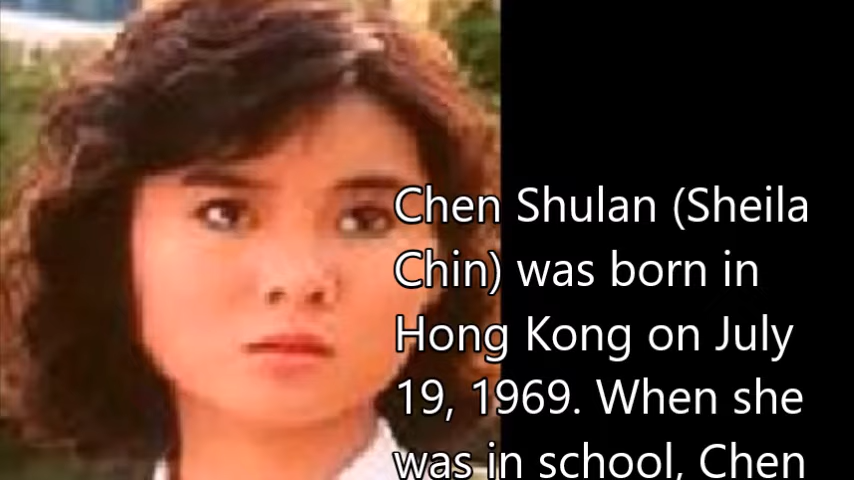 Chen Shulan (Sheila
Chin) was born in
Hong Kong on July
19, 1969. When she
was in school, Chen